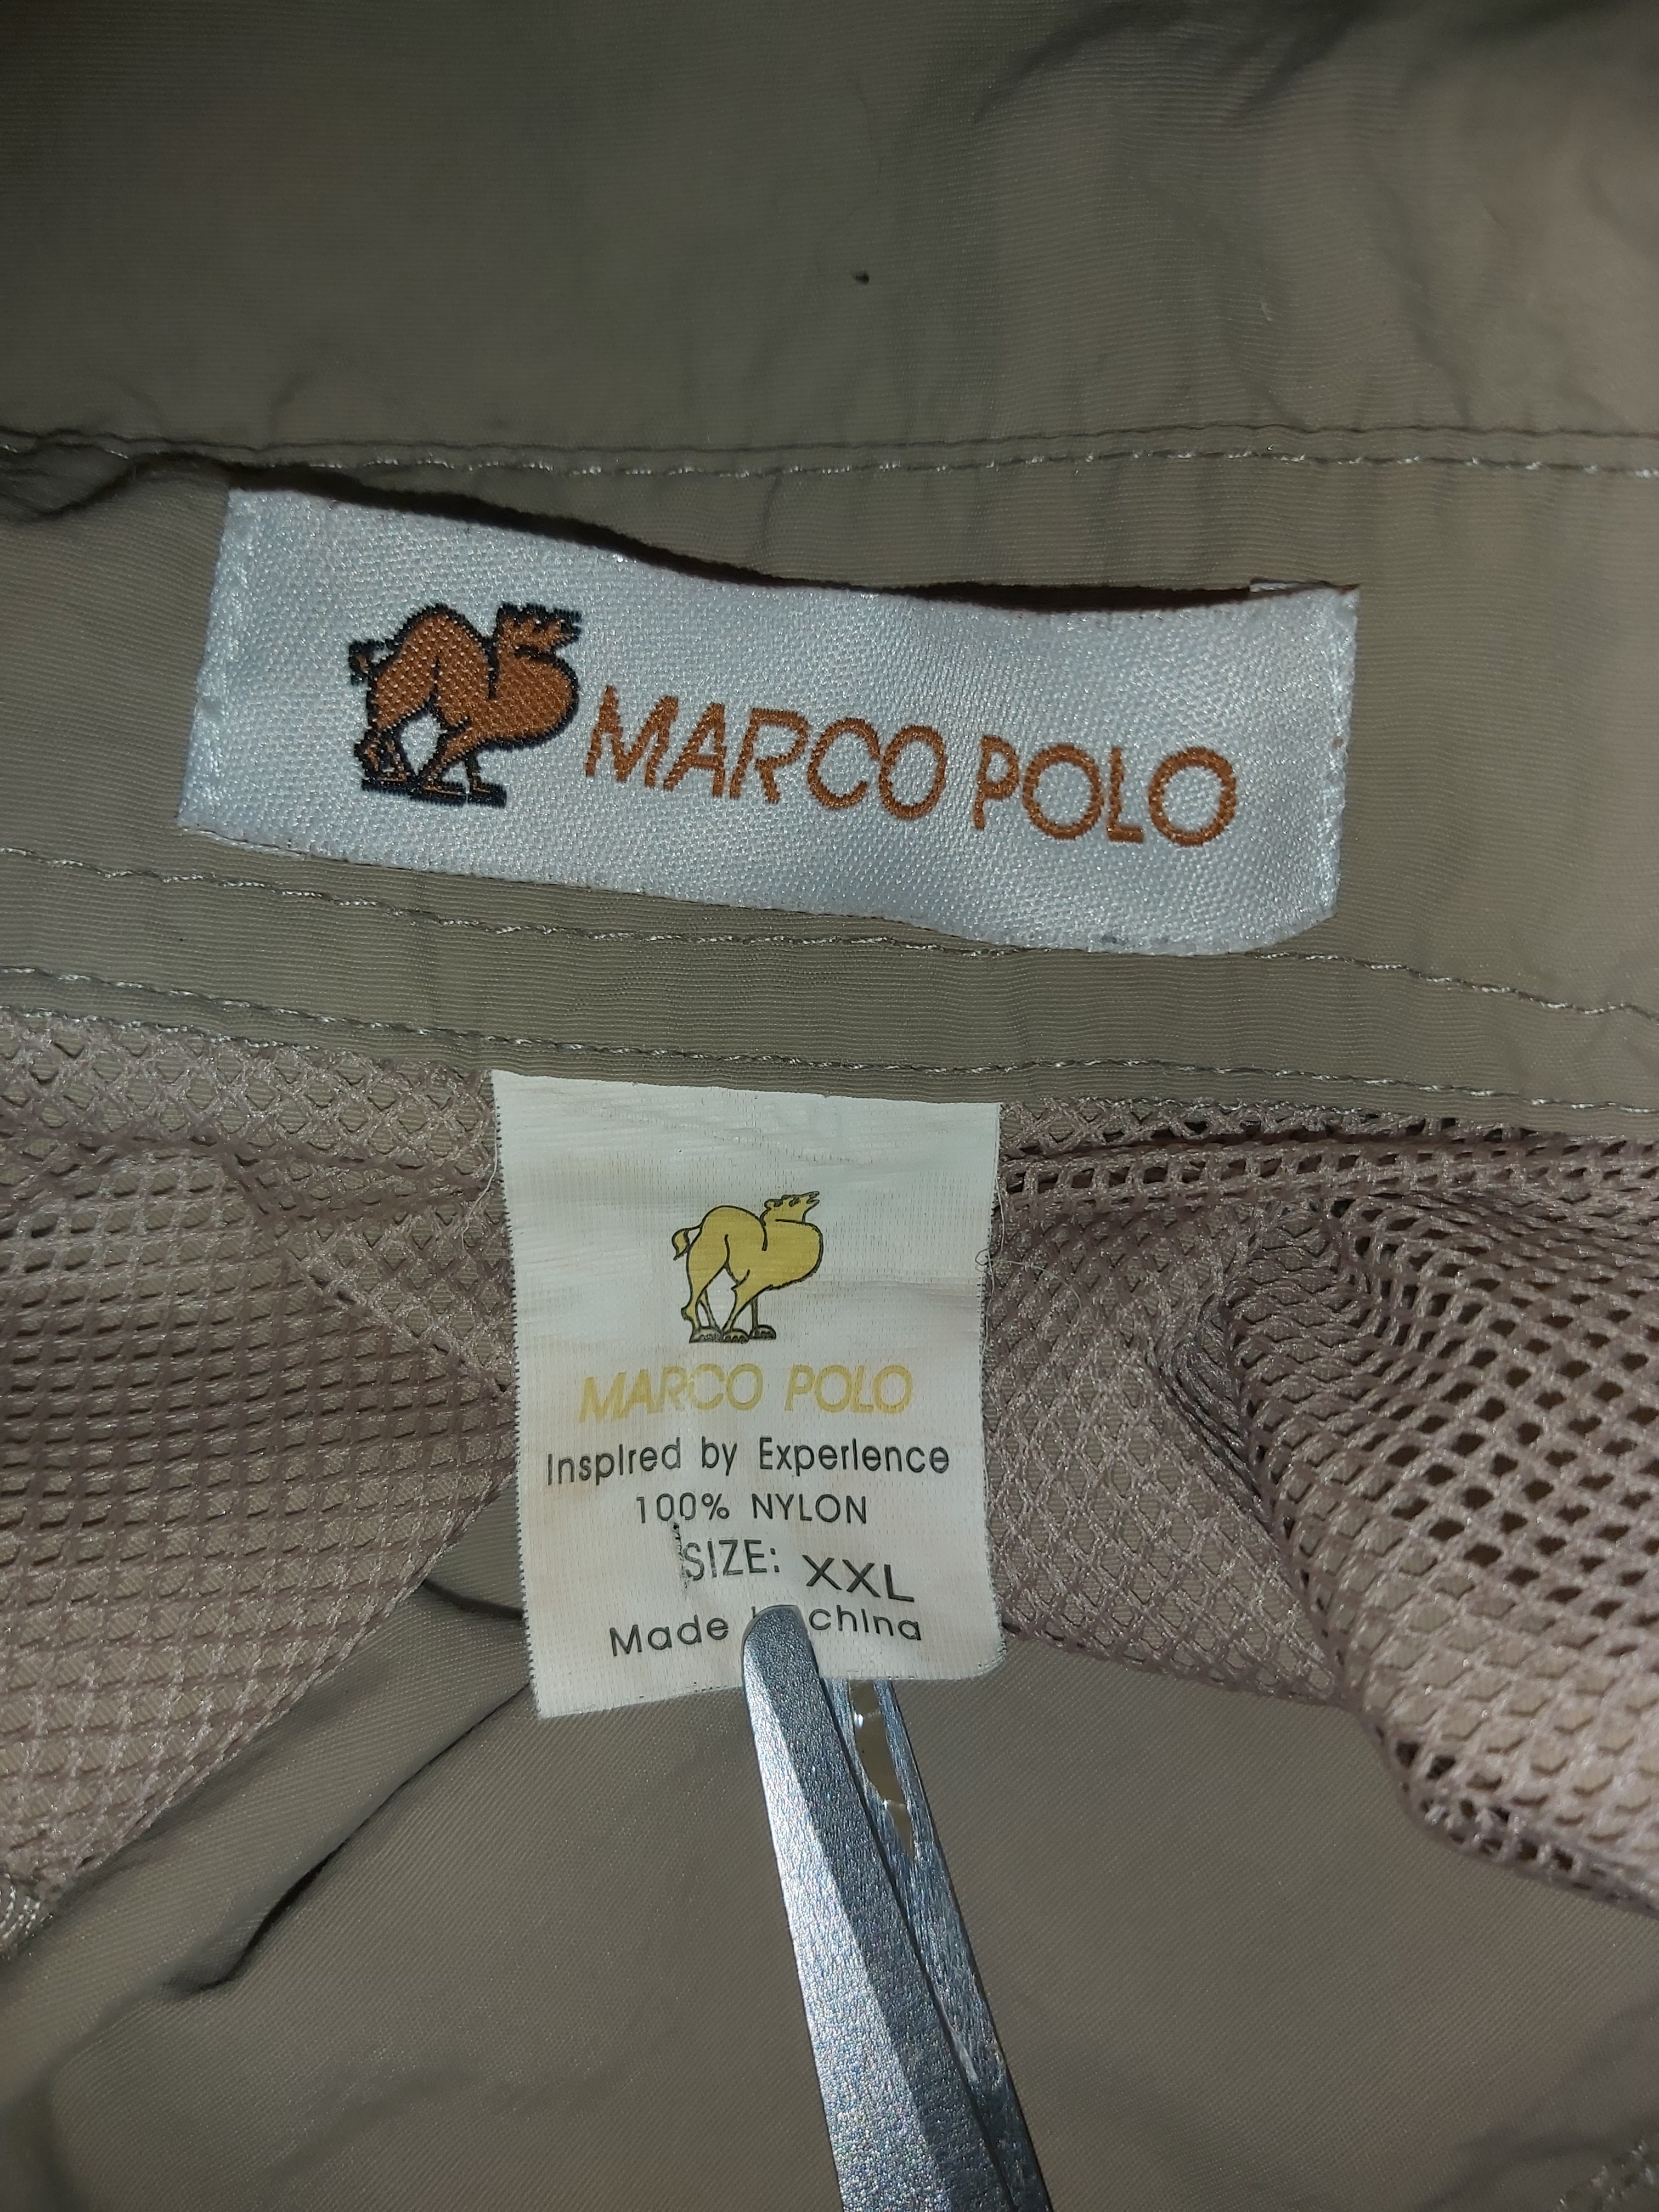 MARCO POLO
MARCO POLO
Inspired by Experience
100% NYLON
SIZE: XXL
Made china